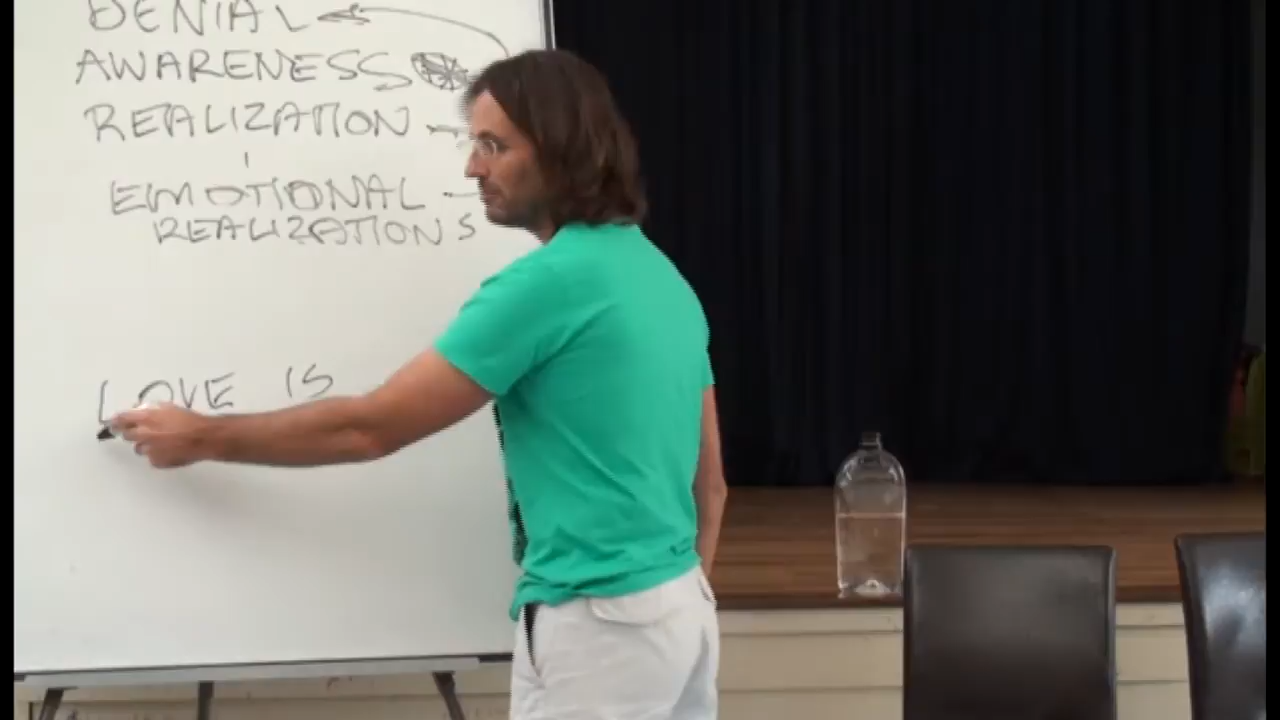 DENIAL
AWARENESS
REALIZATION
EMOTIONAL
REALIZATIONS
LOVE IS